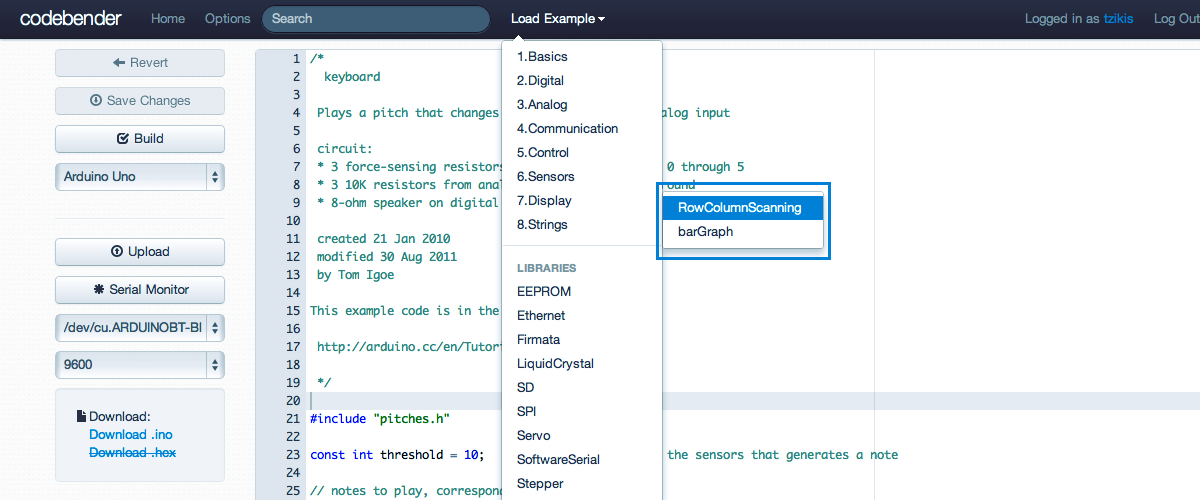 codebender Home Options Search Load Example Logged in as tzikis Log Out
Revert
Save Changes
Build
Arduino Uno
Upload
Serial Monitor
/dev/cu.ARDUINOBT-Bl
9600
Download:
Download .ino
Download .hex
1 /*
2 keyboard
3
4 Plays a pitch that changes alog input
5
6 circuit:
7 * 3 force-sensing resistors 0 through 5
8 * 3 10K resistors from anal round
9 * 8-ohm speaker on digital
10
11 created 21 Jan 2010
12 modified 30 Aug 2011
13 by Tom Igoe
14
15 This example code is in the
16
17 http://arduino.cc/en/Tutor
18
19 */
20
21 #include "pitches.h"
22
23 const int threshold = 10; the sensors that generates a note
24
25 // notes to play, correspond
1.Basics
2.Digital
3.Analog
4.Communication
5.Control
6.Sensors
7.Display
8.Strings
LIBRARIES
EEPROM
Ethernet
Firmata
LiquidCrystal
SD
SPI
Servo
SoftwareSerial
Stepper
RowColumnScanning
barGraph